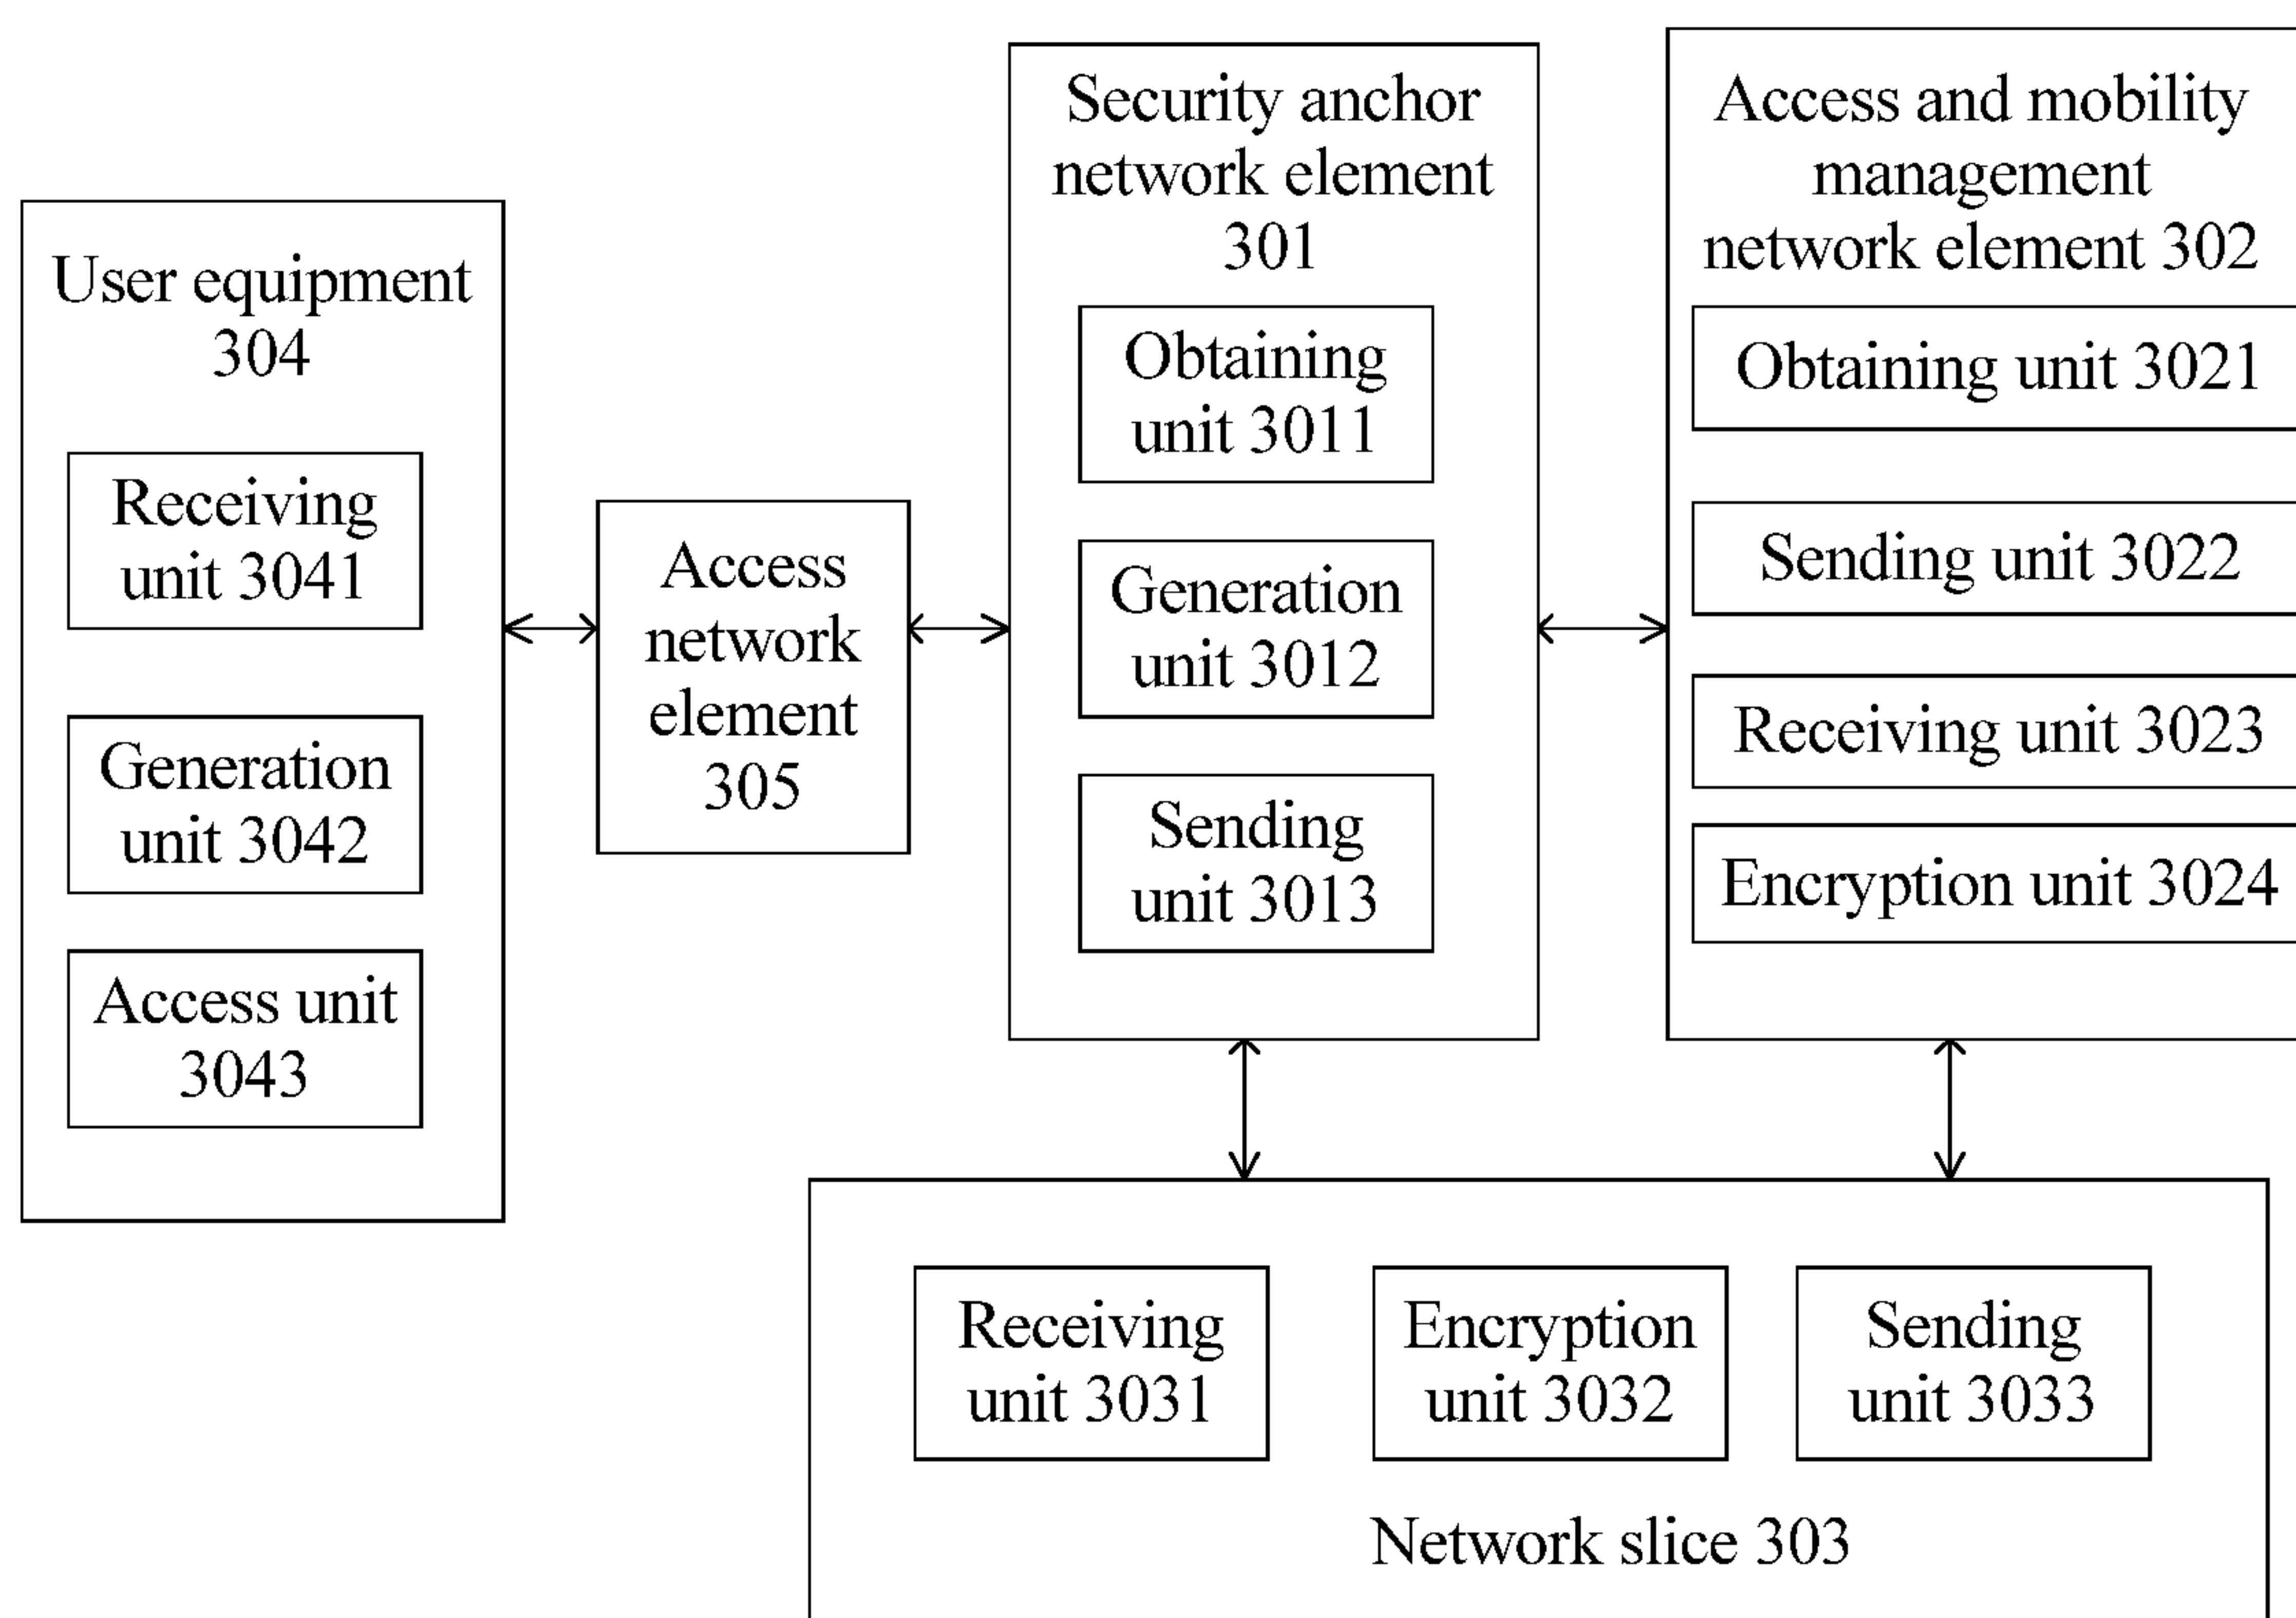 User equipment
304
Receiving
unit 3041
Generation
unit 3042
Access unit
3043
Access
network
element
305
Security anchor
network element
301
Obtaining
unit 3011
Generation
unit 3012
Sending
unit 3013
Access and mobility
management
network element 302
Obtaining unit 3021
Sending unit 3022
Receiving unit 3023
Encryption unit 3024
Receiving
unit 3031
Encryption
unit 3032
Sending
unit 3033
Network slice 303